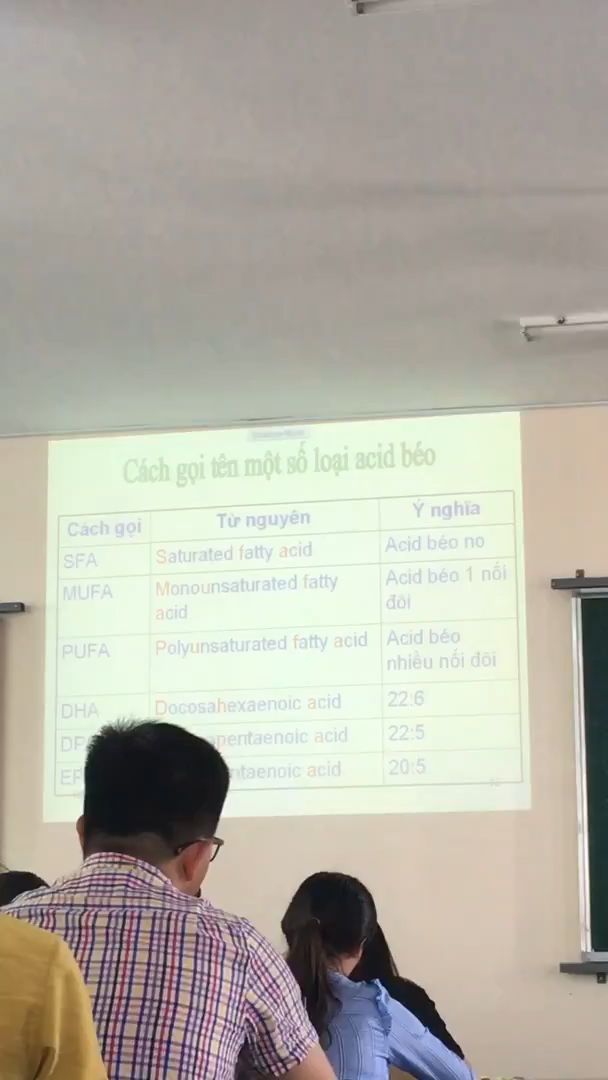 Cách gọi tên một số loại acid béo
Cách gọi Từ nguyên Ý nghĩa
SFA Saturated fatty acid Acid béo no
MUFA Monounsaturated fatty Acid béo 1 nối
acid đôi
PUFA Polyunsaturated fatty acid Acid béo
nhiều nối đôi
DHA Docosahexaenoic acid 22:6
acid 22:5
acid 20:5